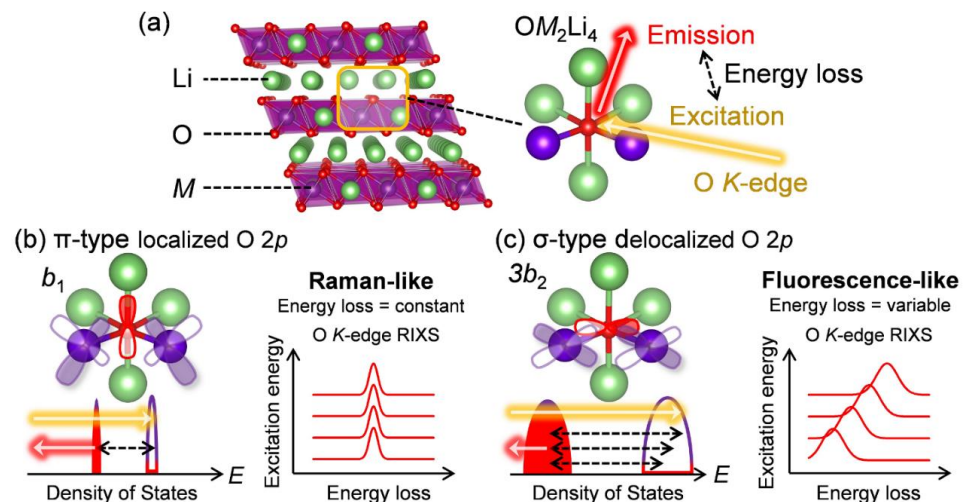 (a)
OM₂Li₄
Emission
Energy loss
Excitation
O K-edge
Li
O
M
(b) π-type localized O 2p
b₁
Raman-like
Energy loss = constant
O K-edge RIXS
Excitation energy
Energy loss
E
Density of States
(c) σ-type delocalized O 2p
3b₂
Fluorescence-like
Energy loss = variable
O K-edge RIXS
Excitation energy
Energy loss
E
Density of States